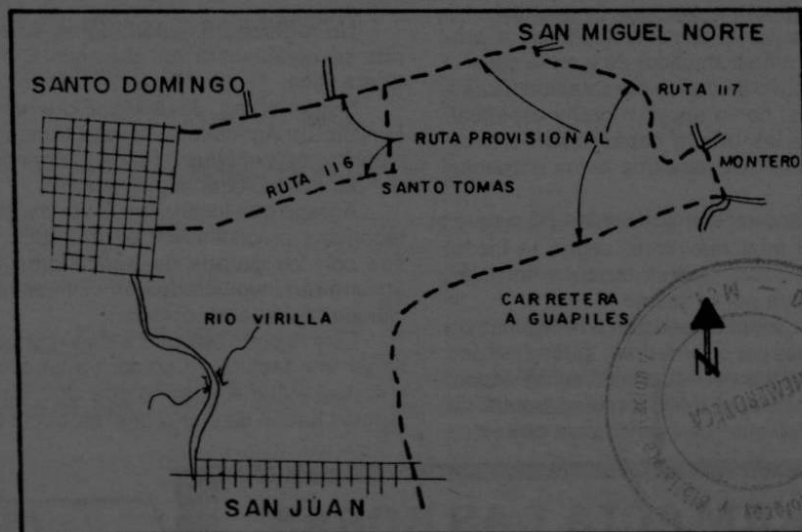 SAN MIGUEL NORTE
SANTO DOMINGO
RUTA 117
RUTA PROVISIONAL
MONTERO
RUTA 116
SANTO TOMAS
CARRETERA
A GUAPILES
RIO VIRILLA
N
SAN JUAN
HEMEROTECA